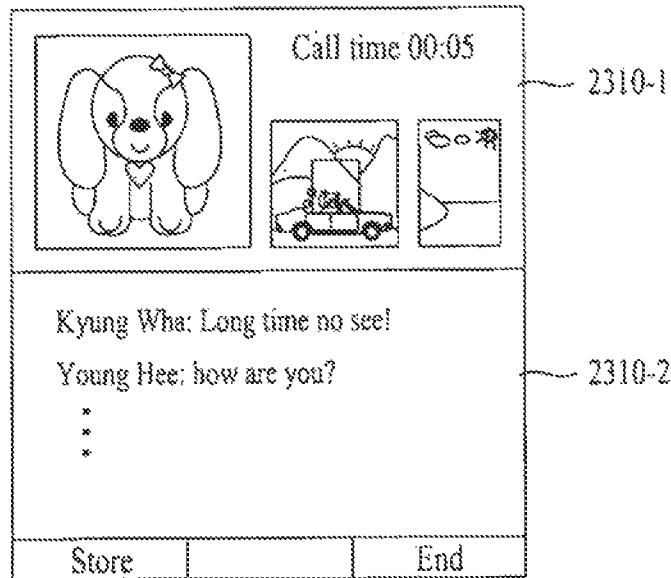 Call time 00:05
2310-1
Kyung Wha: Long time no see!
Young Hee: how are you?
2310-2
Store
End